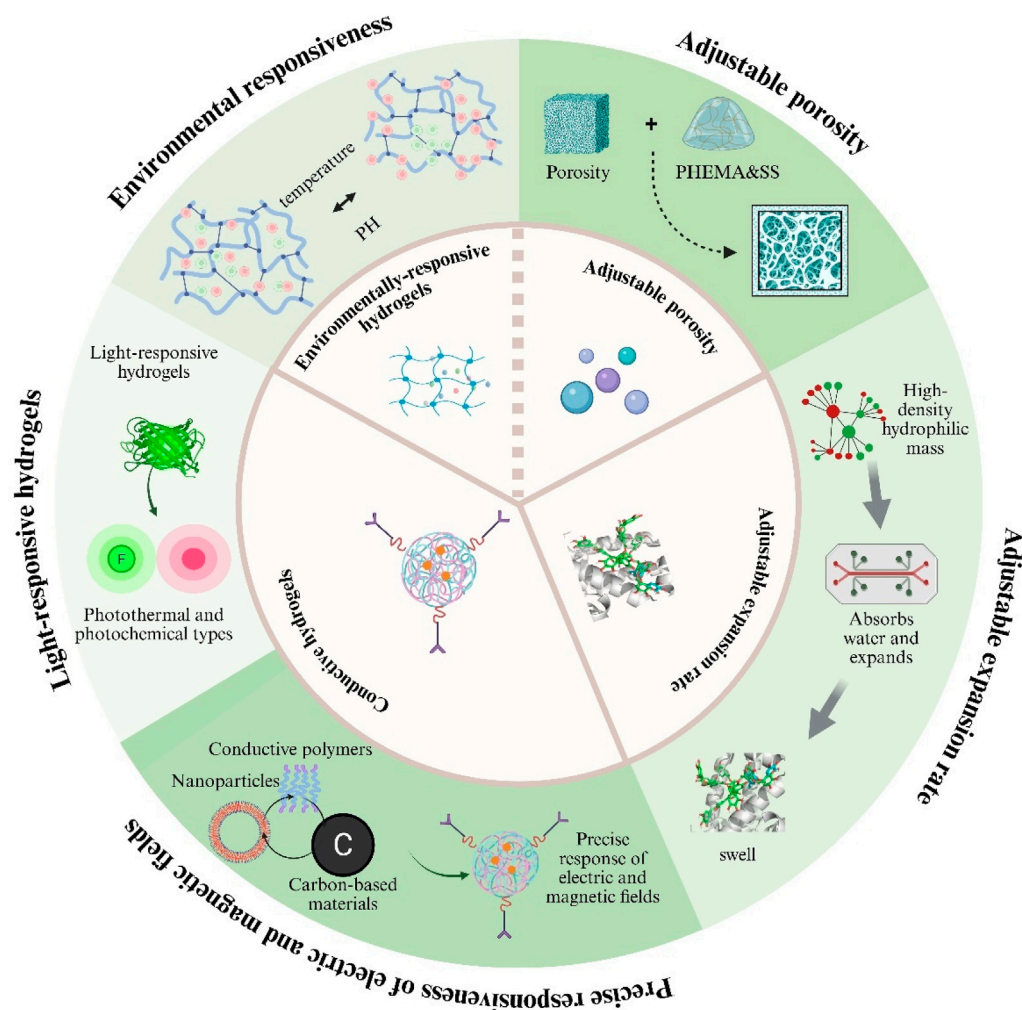 Environmental responsiveness
Adjustable porosity
Adjustable expansion rate
Precise responsiveness of electric and magnetic fields
Light-responsive hydrogels
temperature
PH
Porosity
+
PHEMA&SS
High-
density
hydrophilic
mass
Absorbs
water and
expands
swell
Conductive polymers
Nanoparticles
C
Carbon-based
materials
Precise
response of
electric and
magnetic fields
Light-responsive
hydrogels
F
Photothermal and
photochemical types
Environmentally-responsive
hydrogels
Adjustable porosity
Adjustable expansion
rate
Conductive hydrogels